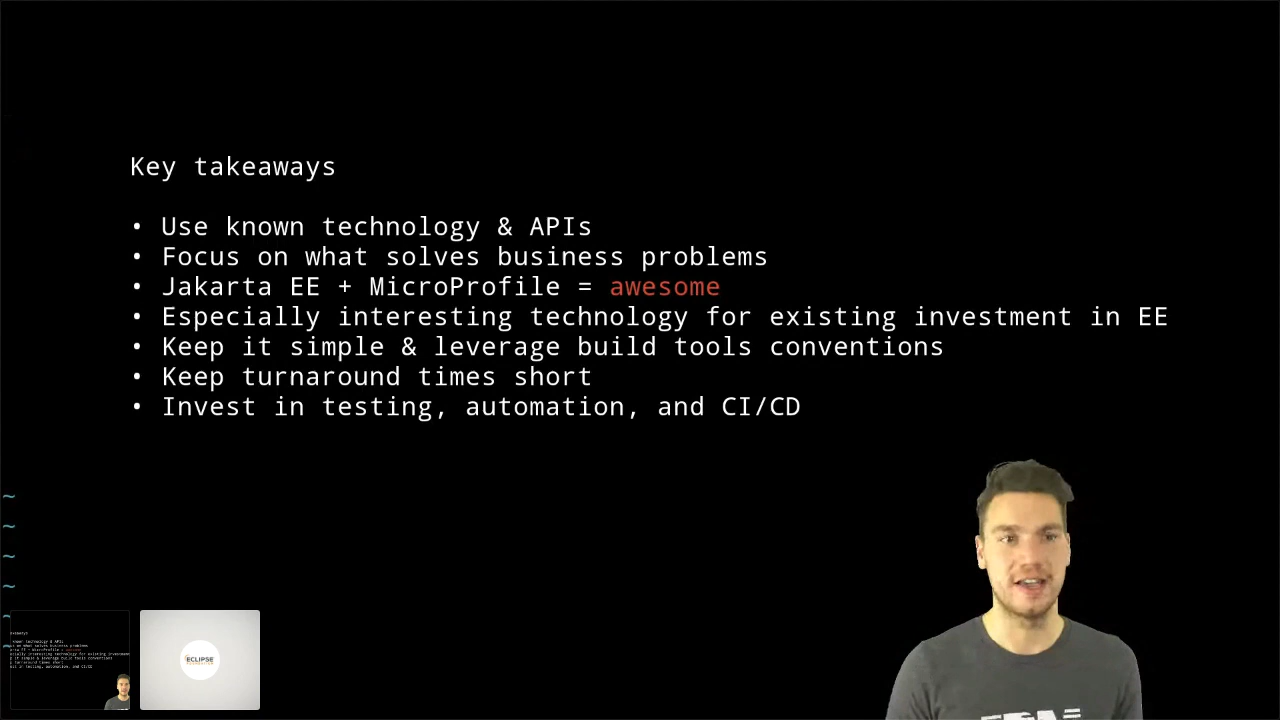 Key takeaways
• Use known technology & APIs
• Focus on what solves business problems
• Jakarta EE + MicroProfile = awesome
• Especially interesting technology for existing investment in EE
• Keep it simple & leverage build tools conventions
• Keep turnaround times short
• Invest in testing, automation, and CI/CD
~
~
~
~
~
~
ECLIPSE
FOUNDATION